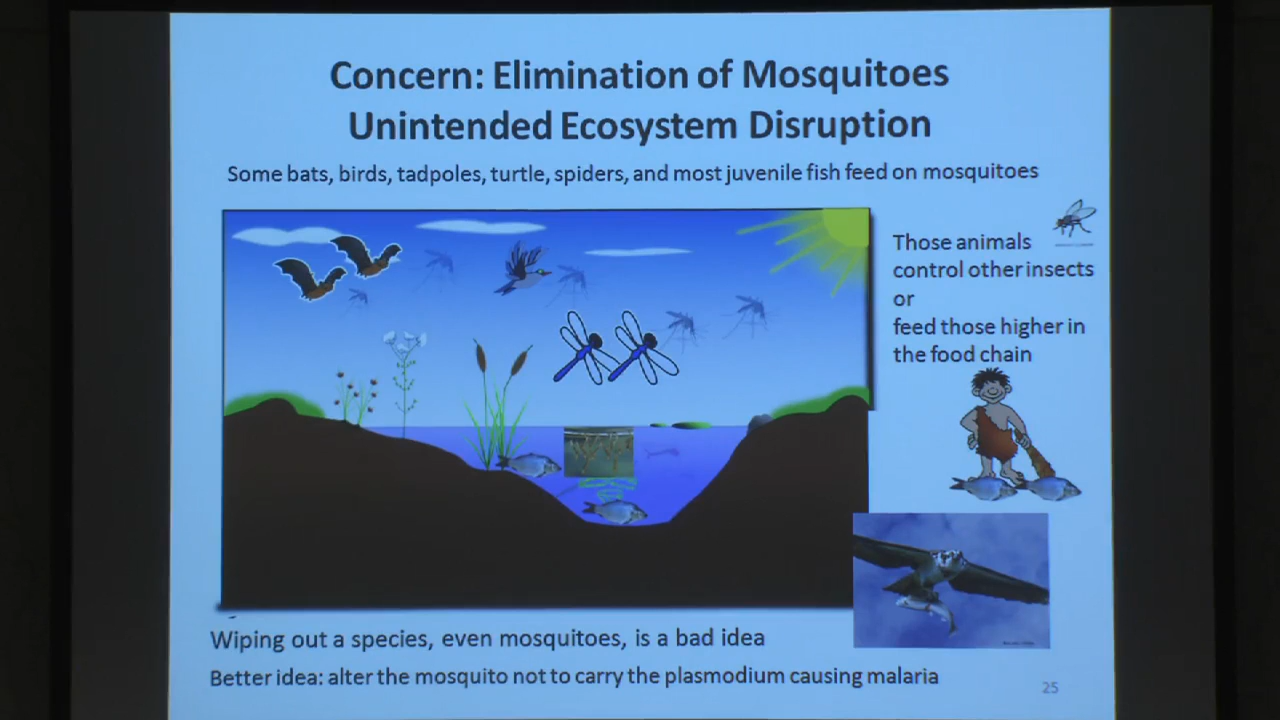 Concern: Elimination of Mosquitoes
Unintended Ecosystem Disruption
Some bats, birds, tadpoles, turtle, spiders, and most juvenile fish feed on mosquitoes
Those animals
control other insects
or
feed those higher in
the food chain
Wiping out a species, even mosquitoes, is a bad idea
Better idea: alter the mosquito not to carry the plasmodium causing malaria
25